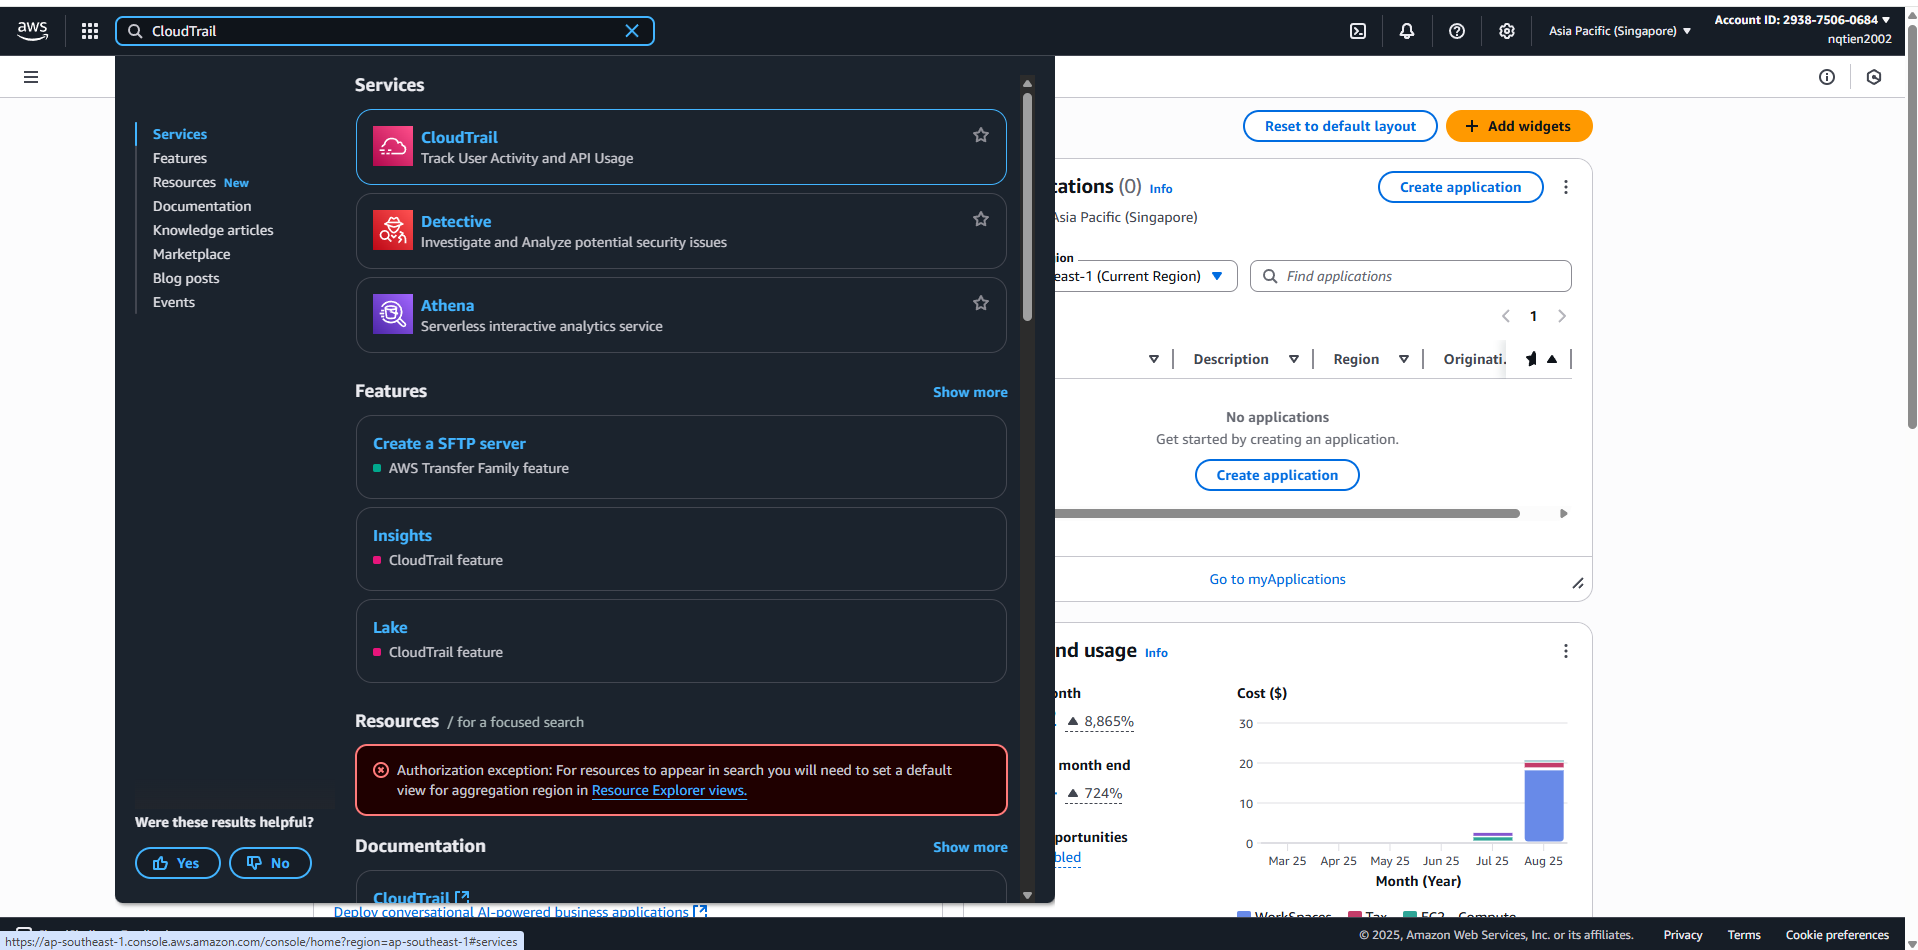 aws
CloudTrail
Asia Pacific (Singapore)
Account ID: 2938-7506-0684
nqtien2002
Services
Features
Resources New
Documentation
Knowledge articles
Marketplace
Blog posts
Events
Were these results helpful?
Yes
No
Services
CloudTrail
Track User Activity and API Usage
Detective
Investigate and Analyze potential security issues
Athena
Serverless interactive analytics service
Features
Show more
Create a SFTP server
AWS Transfer Family feature
Insights
CloudTrail feature
Lake
CloudTrail feature
Resources / for a focused search
Authorization exception: For resources to appear in search you will need to set a default
view for aggregation region in Resource Explorer views.
Documentation
Show more
CloudTrail
Deploy conversational AI-powered business applications
Reset to default layout
Add widgets
cations (0) Info
Create application
Asia Pacific (Singapore)
ion
east-1 (Current Region)
Find applications
1
Description
Region
Originati.
No applications
Get started by creating an application.
Create application
Go to myApplications
nd usage Info
onth
8,865%
month end
724%
portunities
bled
Cost ($)
30
20
10
0
Mar 25 Apr 25 May 25 Jun 25 Jul 25 Aug 25
Month (Year)
WorkSpaces Tax EC2 - Compute
https://ap-southeast-1.console.aws.amazon.com/console/home?region=ap-southeast-1#services
© 2025, Amazon Web Services, Inc. or its affiliates.
Privacy
Terms
Cookie preferences